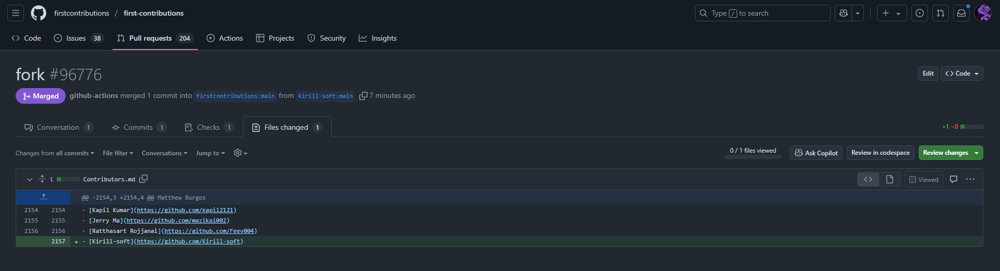 firstcontributions / first-contributions
Type / to search
Code Issues 38 Pull requests 204 Actions Projects Security Insights
fork #96776
Edit <> Code
Merged github-actions merged 1 commit into firstcontributions:main from Kirill-soft:main 7 minutes ago
Conversation 1 Commits 1 Checks 1 Files changed 1
+1 −0
Changes from all commits File filter Conversations Jump to
0 / 1 files viewed
Ask Copilot Review in codespace Review changes
1 Contributors.md
Viewed
@@ -2154,3 +2154,4 @@ Matthew Burgos
2154 2154 - [Kapil Kumar](https://github.com/kapil2121)
2155 2155 - [Jerry Ma](https://github.com/mazikai002)
2156 2156 - [Ratthasart Rojjanai](https://github.com/Feev004)
2157 + - [Kirill-soft](https://github.com/Kirill-soft)